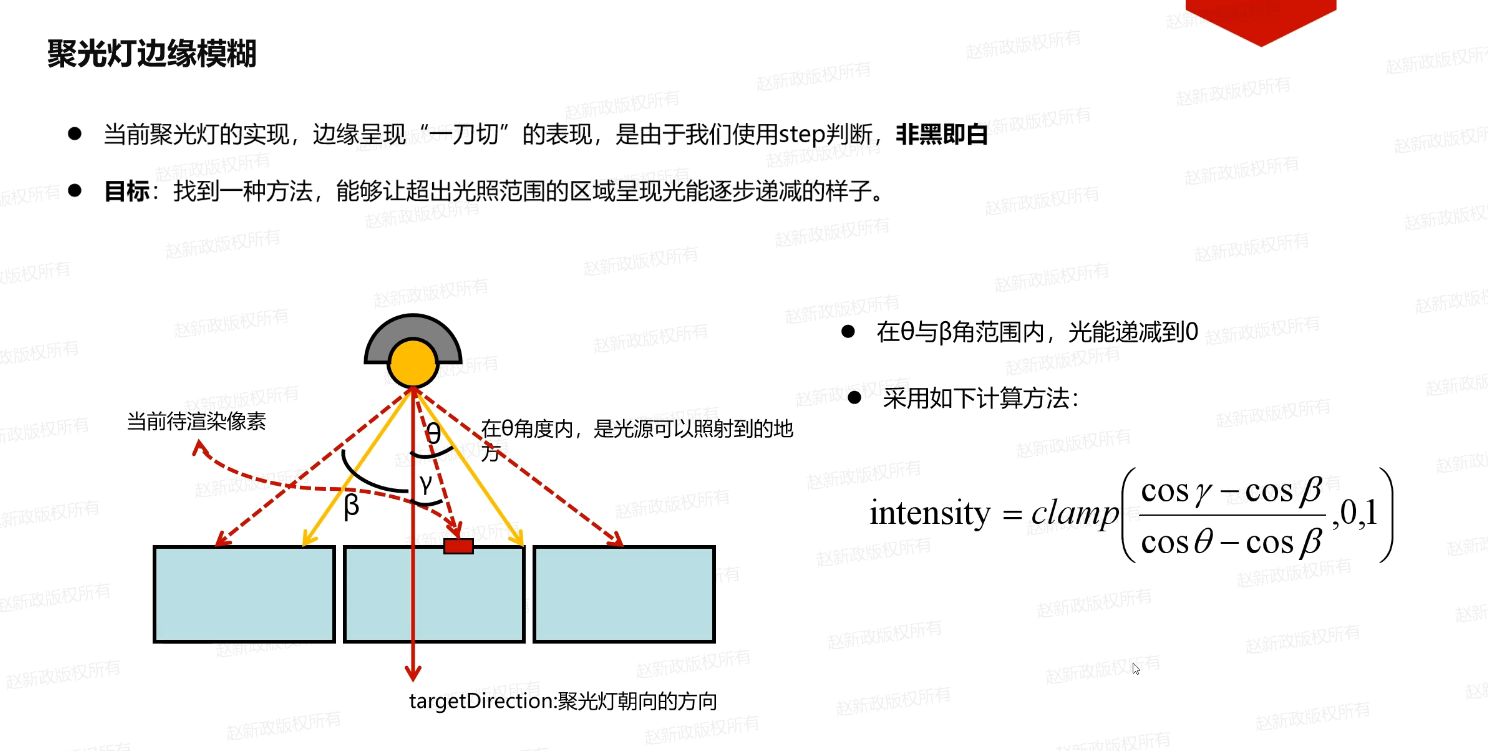 聚光灯边缘模糊
● 当前聚光灯的实现，边缘呈现“一刀切”的表现，是由于我们使用step判断，非黑即白
● 目标：找到一种方法，能够让超出光照范围的区域呈现光能逐步递减的样子。
● 在θ与β角范围内，光能递减到0
● 采用如下计算方法：
当前待渲染像素
在θ角度内，是光源可以照射到的地
方
θ
γ
β
intensity = clamp((cos γ − cos β)/(cos θ − cos β),0,1)
targetDirection:聚光灯朝向的方向
赵新政版权所有